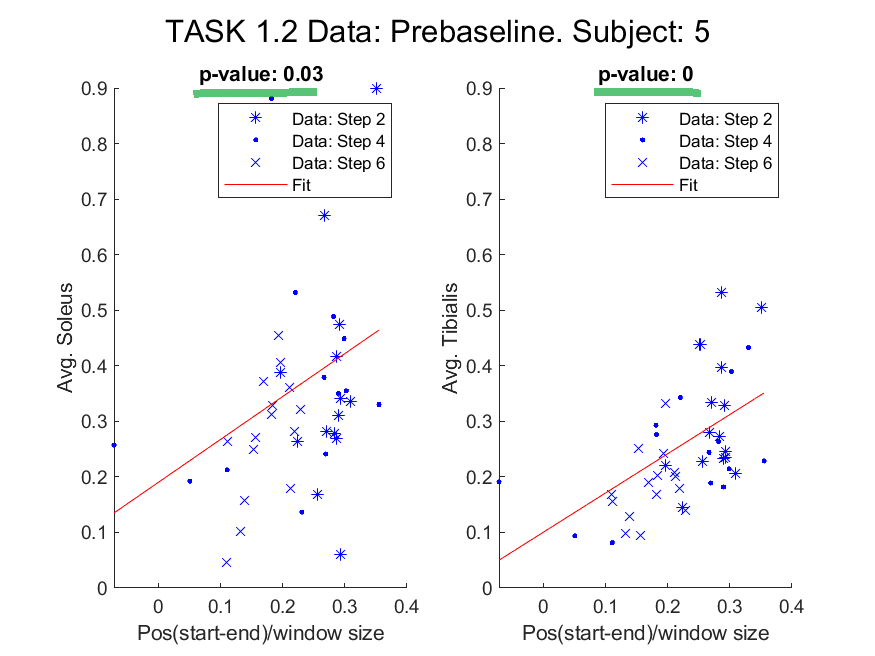 TASK 1.2 Data: Prebaseline. Subject: 5
p-value: 0.03
0.9
0.8
0.7
0.6
0.5
0.4
0.3
0.2
0.1
0
Avg. Soleus
Data: Step 2
Data: Step 4
Data: Step 6
Fit
0 0.1 0.2 0.3 0.4
Pos(start-end)/window size
p-value: 0
0.9
0.8
0.7
0.6
0.5
0.4
0.3
0.2
0.1
0
Avg. Tibialis
Data: Step 2
Data: Step 4
Data: Step 6
Fit
0 0.1 0.2 0.3 0.4
Pos(start-end)/window size